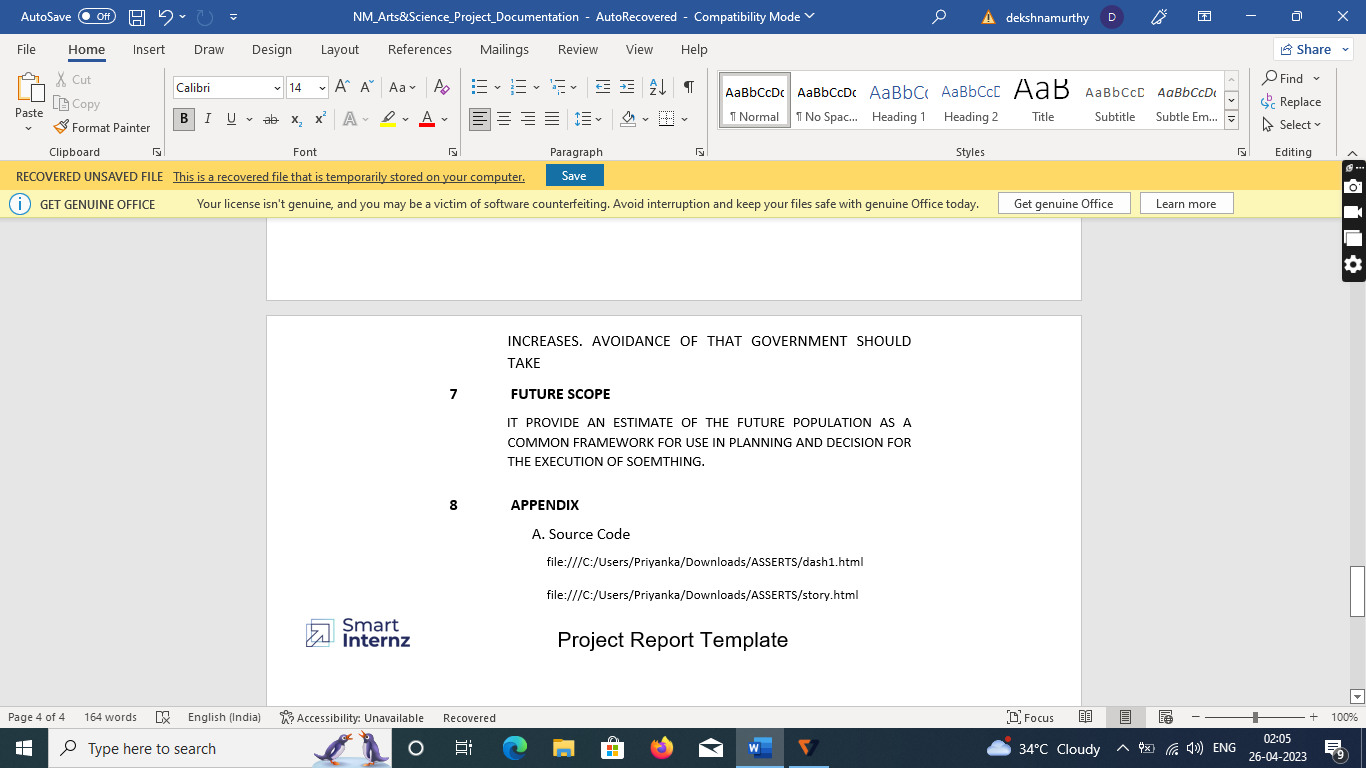 AutoSave Off NM_Arts&Science_Project_Documentation - AutoRecovered - Compatibility Mode dekshnamurthy D
File Home Insert Draw Design Layout References Mailings Review View Help Share
Cut Calibri 14 Aa Find
Paste Copy Replace
Format Painter B I U ab x₂ x² A A Select
AaBbCcDc AaBbCcDc AaBbCc AaBbCcD AaB AaBbCcD AaBbCcDc
¶ Normal ¶ No Spac... Heading 1 Heading 2 Title Subtitle Subtle Em...
Clipboard Font Paragraph Styles Editing
RECOVERED UNSAVED FILE This is a recovered file that is temporarily stored on your computer. Save
GET GENUINE OFFICE Your license isn't genuine, and you may be a victim of software counterfeiting. Avoid interruption and keep your files safe with genuine Office today. Get genuine Office Learn more
INCREASES. AVOIDANCE OF THAT GOVERNMENT SHOULD
TAKE
7 FUTURE SCOPE
IT PROVIDE AN ESTIMATE OF THE FUTURE POPULATION AS A
COMMON FRAMEWORK FOR USE IN PLANNING AND DECISION FOR
THE EXECUTION OF SOEMTHING.
8 APPENDIX
A. Source Code
file:///C:/Users/Priyanka/Downloads/ASSERTS/dash1.html
file:///C:/Users/Priyanka/Downloads/ASSERTS/story.html
Smart
Internz
Project Report Template
Page 4 of 4 164 words English (India) Accessibility: Unavailable Recovered Focus 100%
Type here to search 34°C Cloudy ENG 02:05
26-04-2023 9